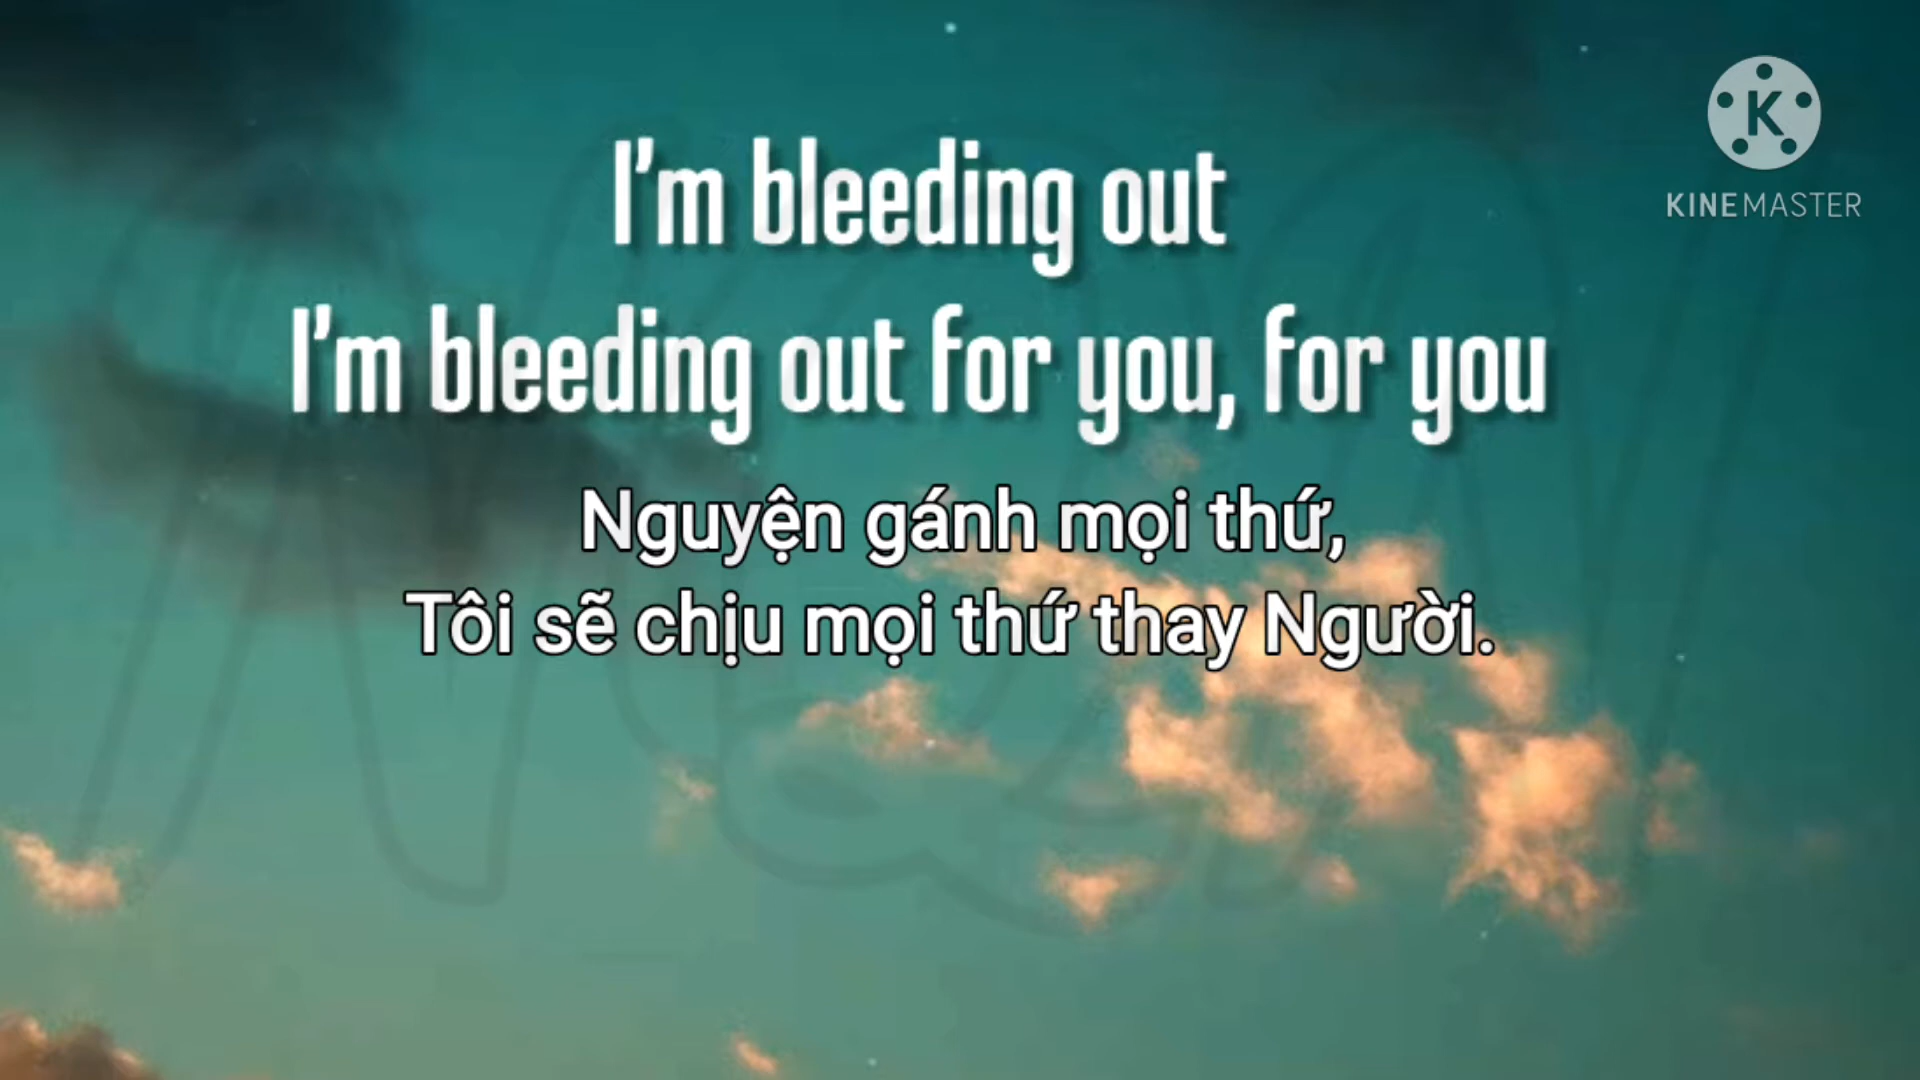 I'm bleeding out
I'm bleeding out for you, for you
Nguyện gánh mọi thứ,
Tôi sẽ chịu mọi thứ thay Người.
K
KINEMASTER